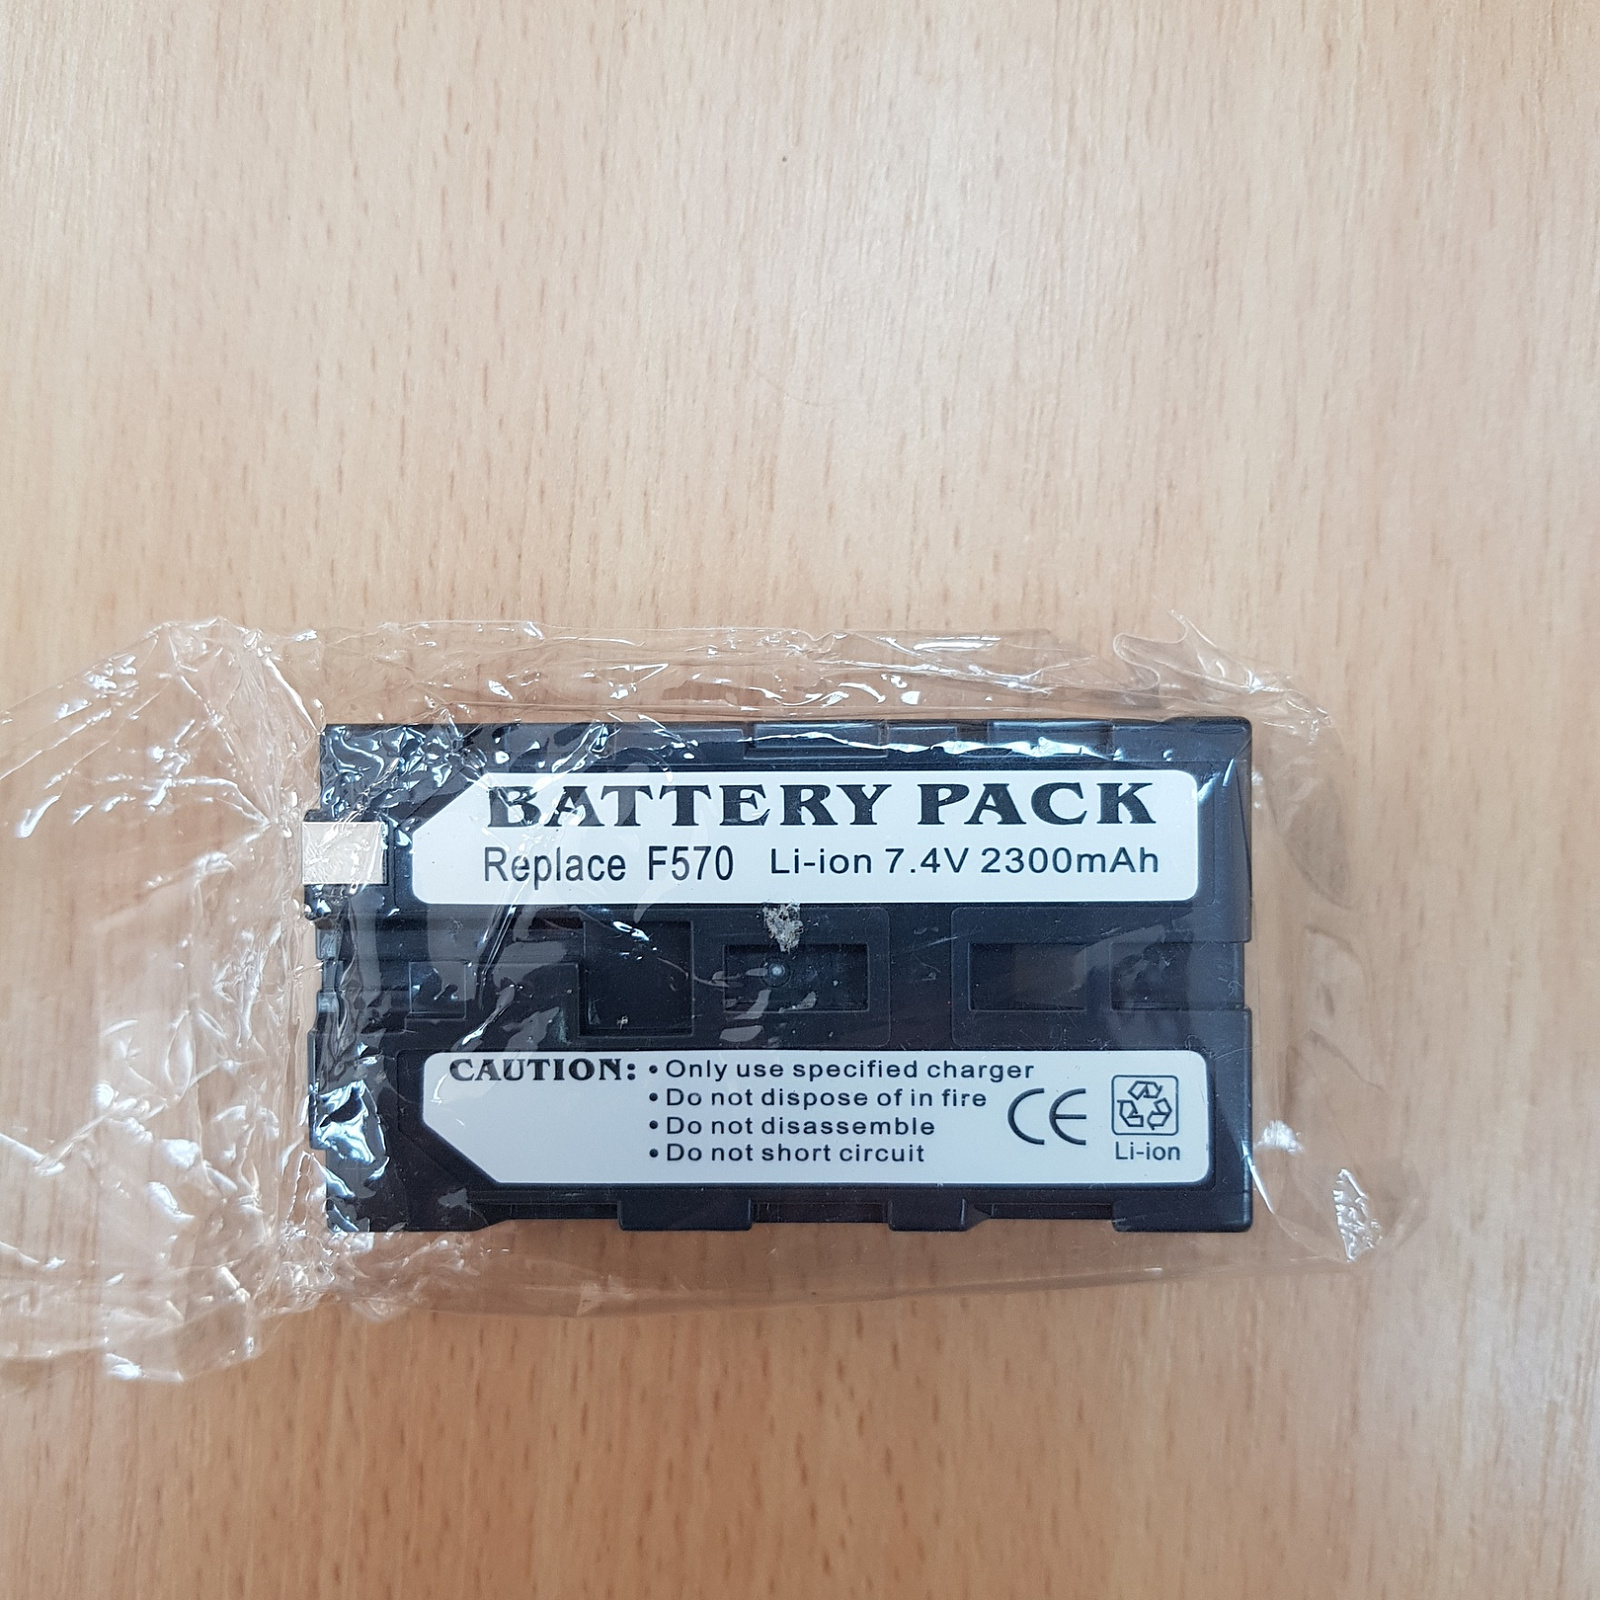 BATTERY PACK
Replace F570 Li-ion 7.4V 2300mAh
CAUTION: • Only use specified charger
• Do not dispose of in fire
• Do not disassemble
• Do not short circuit
CE
Li-ion